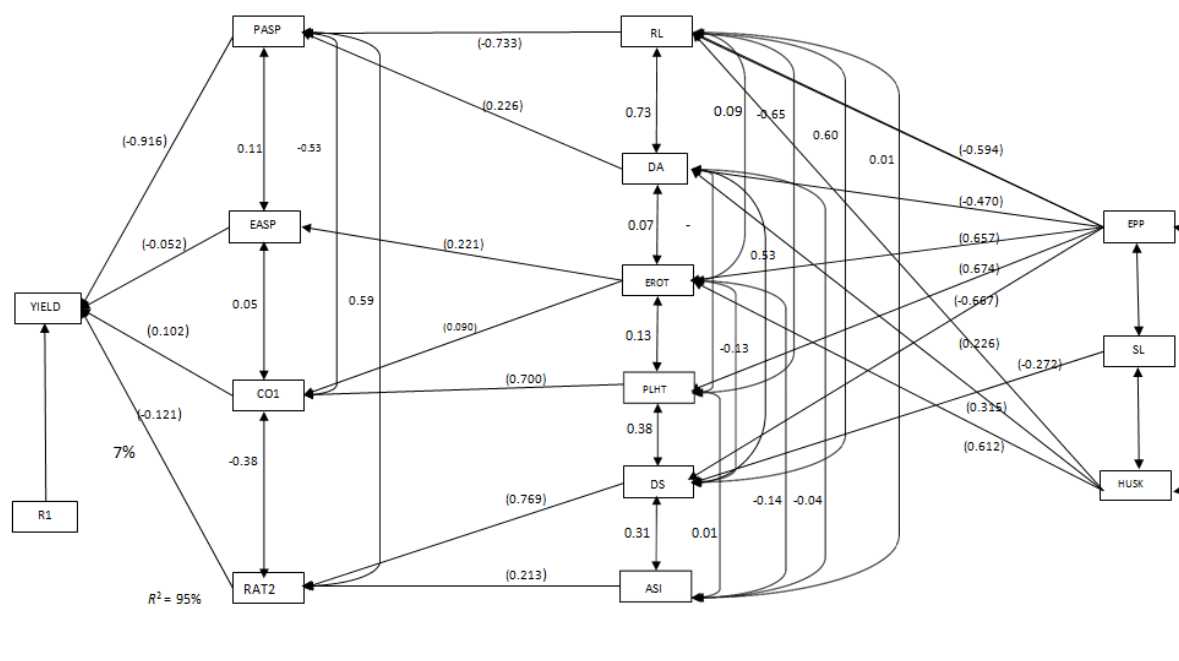 PASP
RL
(-0.733)
0.09
-0.65
0.73
(0.226)
0.60
(-0.916)
0.11
-0.53
0.01
(-0.594)
DA
(-0.470)
EASP
0.07
-
EPP
(-0.052)
(0.221)
(0.657)
0.53
(0.674)
EROT
YIELD
0.05
0.59
(-0.667)
(0.102)
(0.090)
0.13
-0.13
(0.226)
SL
(-0.272)
(0.700)
PLHT
CO1
(-0.121)
0.38
(0.315)
7%
-0.38
(0.612)
DS
HUSK
(0.769)
-0.14
-0.04
R1
0.31
0.01
(0.213)
RAT2
ASI
R² = 95%